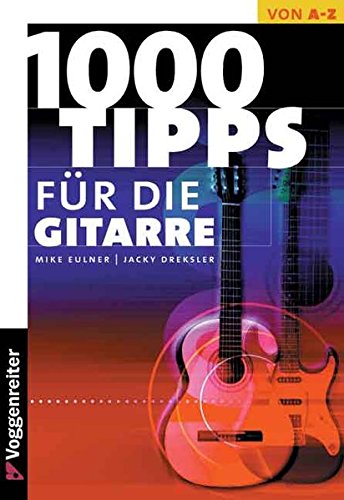 VON A-Z
1000
TIPPS
FÜR DIE
GITARRE
MIKE EULNER | JACKY DREKSLER
Voggenreiter